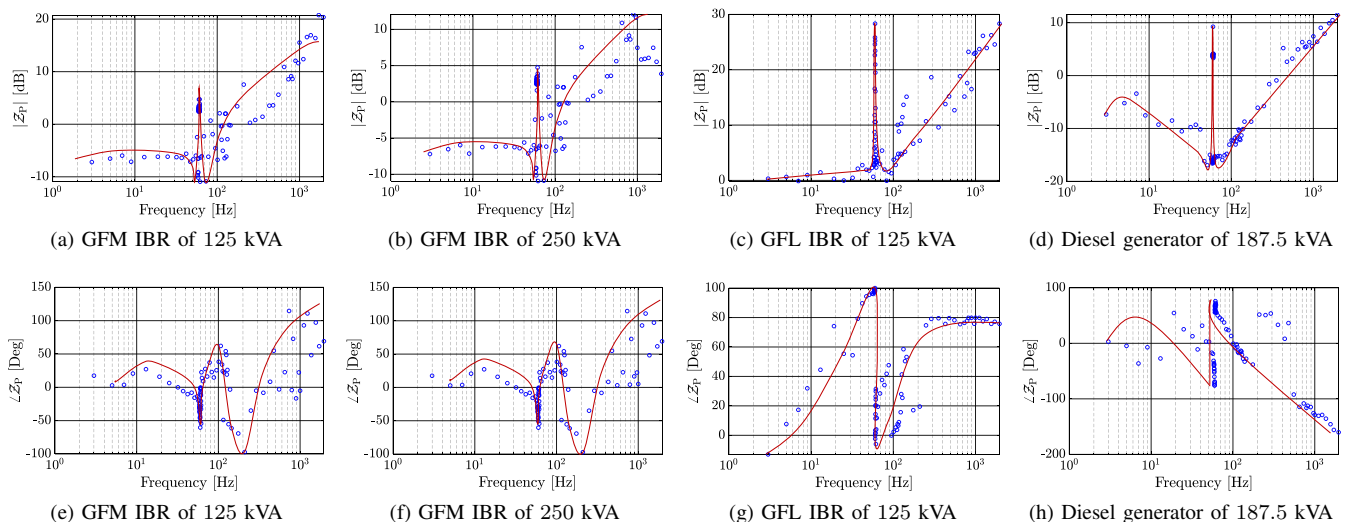 20
10
0
-10
|Z_P| [dB]
10^0 10^1 10^2 10^3
Frequency [Hz]
(a) GFM IBR of 125 kVA
10
5
0
-5
-10
|Z_P| [dB]
10^0 10^1 10^2 10^3
Frequency [Hz]
(b) GFM IBR of 250 kVA
30
20
10
0
|Z_P| [dB]
10^0 10^1 10^2 10^3
Frequency [Hz]
(c) GFL IBR of 125 kVA
10
0
-10
-20
|Z_P| [dB]
10^0 10^1 10^2 10^3
Frequency [Hz]
(d) Diesel generator of 187.5 kVA
150
100
50
0
-50
-100
∠Z_P [Deg]
10^0 10^1 10^2 10^3
Frequency [Hz]
(e) GFM IBR of 125 kVA
150
100
50
0
-50
-100
∠Z_P [Deg]
10^0 10^1 10^2 10^3
Frequency [Hz]
(f) GFM IBR of 250 kVA
100
80
60
40
20
0
∠Z_P [Deg]
10^0 10^1 10^2 10^3
Frequency [Hz]
(g) GFL IBR of 125 kVA
100
0
-100
-200
∠Z_P [Deg]
10^0 10^1 10^2 10^3
Frequency [Hz]
(h) Diesel generator of 187.5 kVA